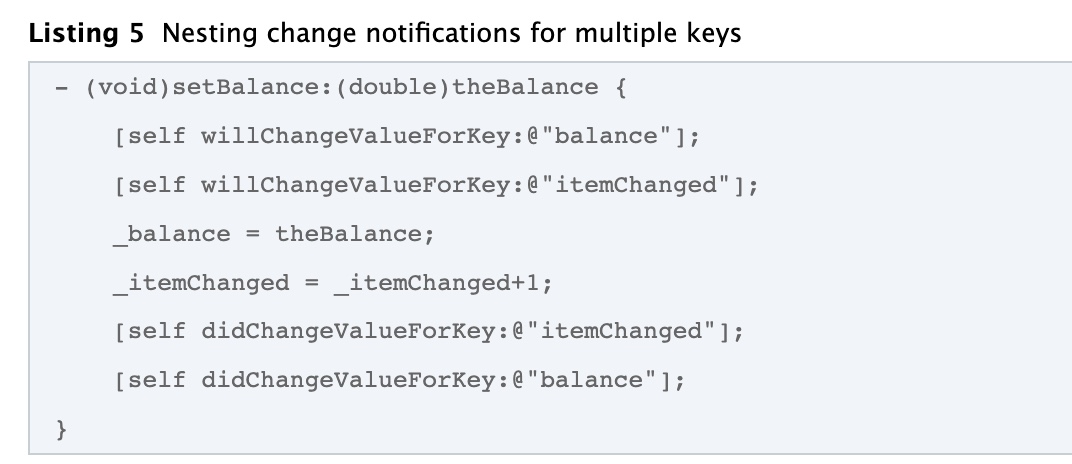 Listing 5 Nesting change notifications for multiple keys
- (void)setBalance:(double)theBalance {
[self willChangeValueForKey:@"balance"];
[self willChangeValueForKey:@"itemChanged"];
_balance = theBalance;
_itemChanged = _itemChanged+1;
[self didChangeValueForKey:@"itemChanged"];
[self didChangeValueForKey:@"balance"];
}